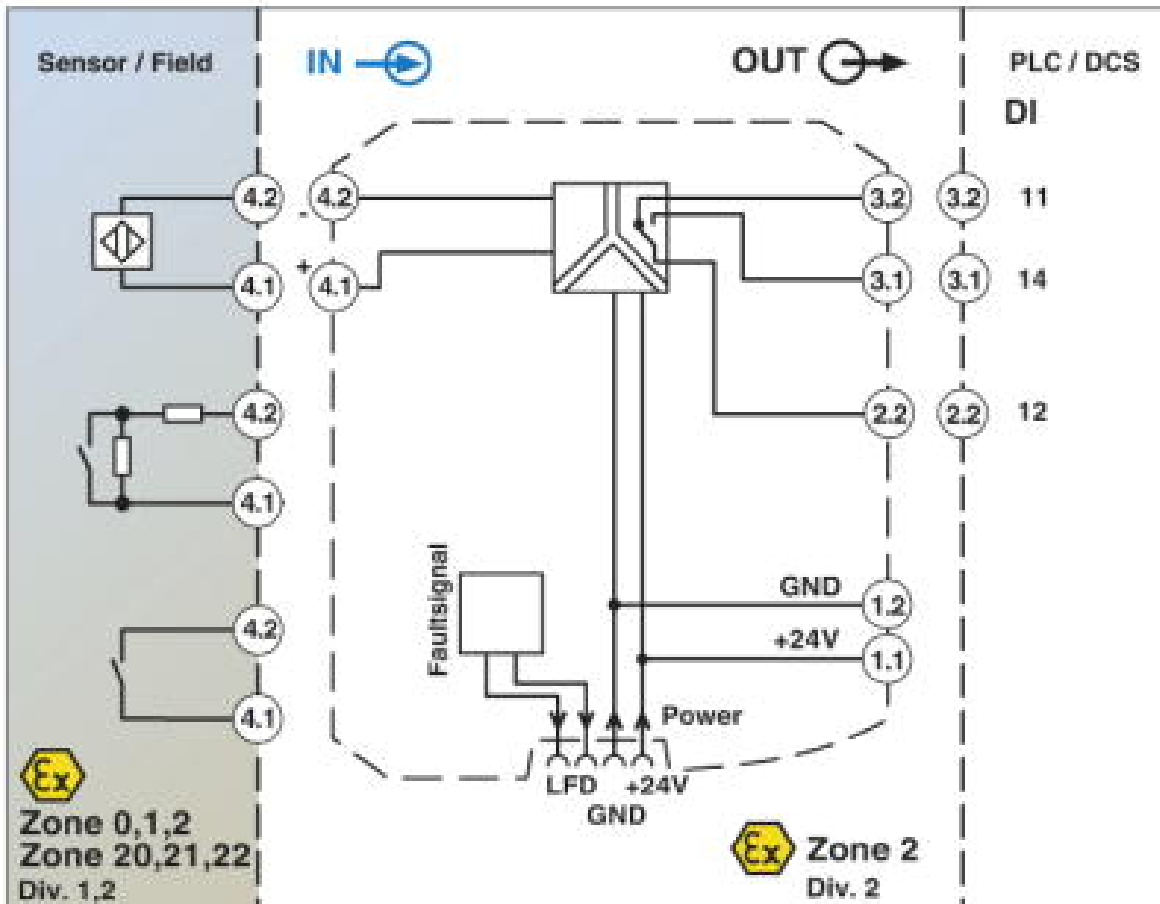 Sensor / Field
IN
OUT
PLC / DCS
DI
4.2
4.2
3.2
3.2
11
-
+
4.1
4.1
3.1
3.1
14
4.2
2.2
2.2
12
4.1
Faultsignal
GND
1.2
4.2
+24V
1.1
4.1
Power
LFD
+24V
GND
Ex
Zone 0,1,2
Zone 20,21,22
Div. 1,2
Ex
Zone 2
Div. 2